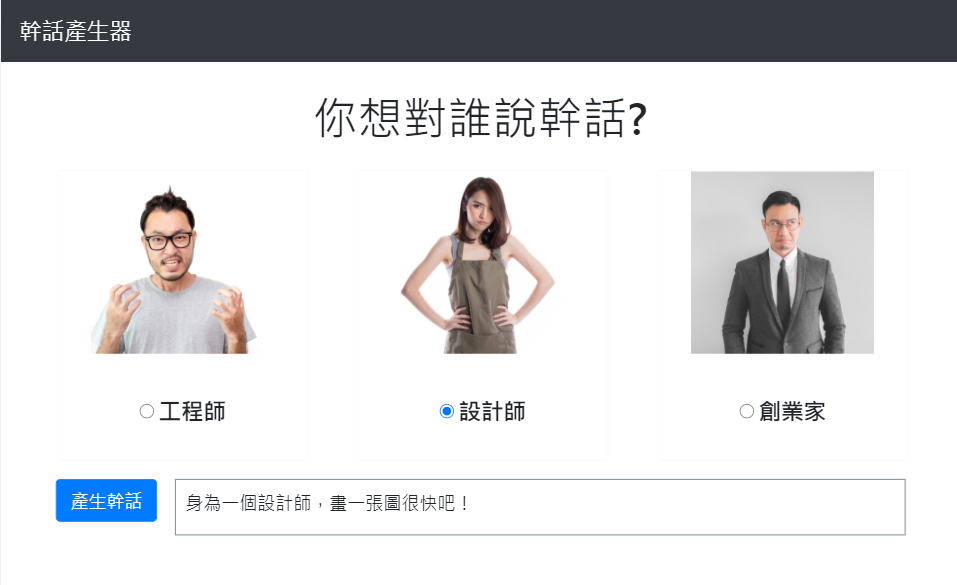 幹話產生器
你想對誰說幹話?
工程師
設計師
創業家
產生幹話
身為一個設計師，畫一張圖很快吧！